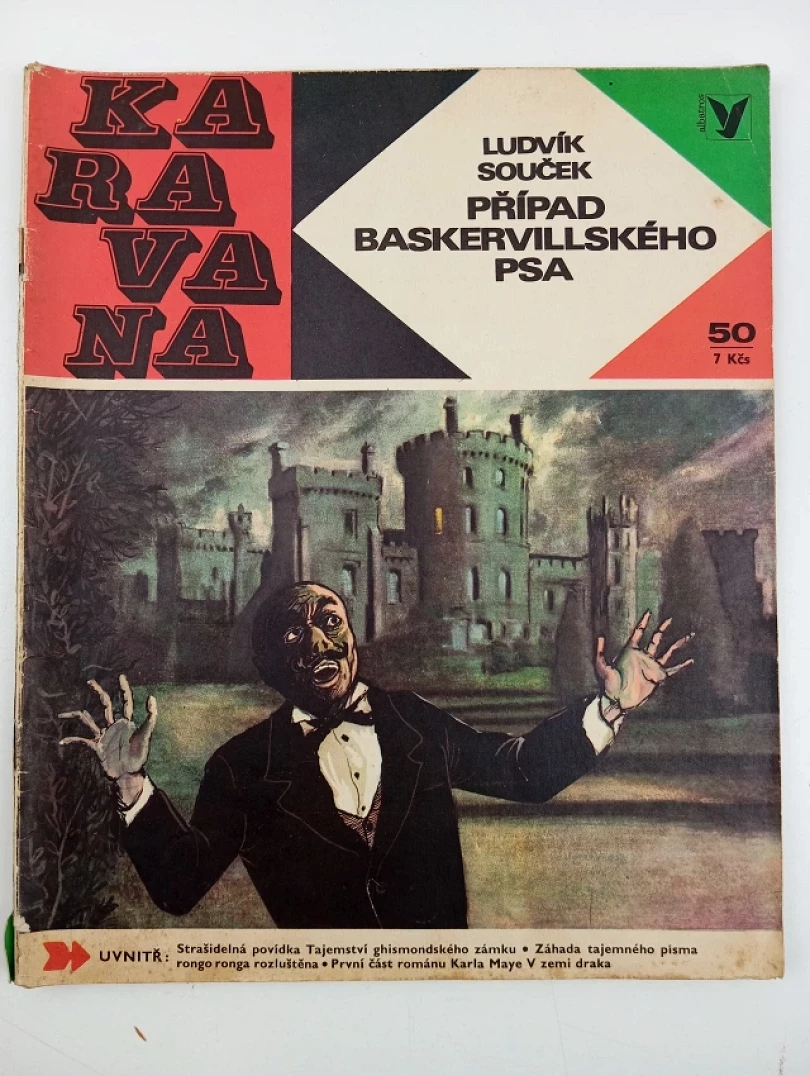 KA
RA
VA
NA
LUDVÍK
SOUČEK
PŘÍPAD
BASKERVILLSKÉHO
PSA
albatros
50
7 Kčs
UVNITŘ:
Strašidelná povídka Tajemství ghismondského zámku • Záhada tajemného pisma
rongo ronga rozluštěna • První část románu Karla Maye V zemi draka